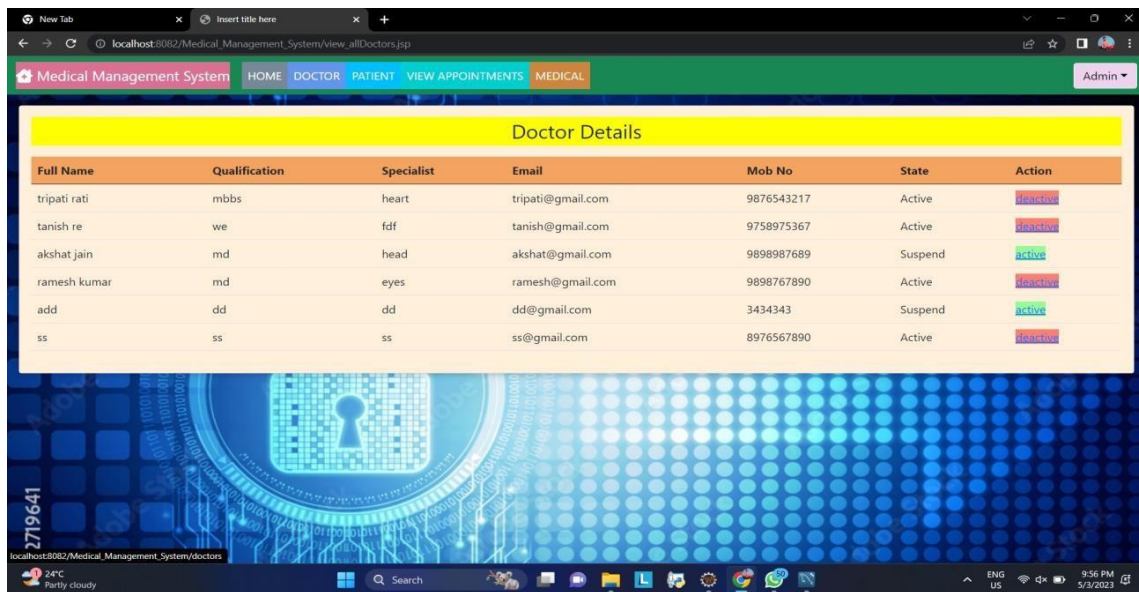 New Tab Insert title here
localhost:8082/Medical_Management_System/view_allDoctors.jsp
Medical Management System HOME DOCTOR PATIENT VIEW APPOINTMENTS MEDICAL Admin
Doctor Details
Full Name Qualification Specialist Email Mob No State Action
tripati rati mbbs heart tripati@gmail.com 9876543217 Active deactive
tanish re we fdf tanish@gmail.com 9758975367 Active deactive
akshat jain md head akshat@gmail.com 9898987689 Suspend active
ramesh kumar md eyes ramesh@gmail.com 9898767890 Active deactive
add dd dd dd@gmail.com 3434343 Suspend active
ss ss ss ss@gmail.com 8976567890 Active deactive
2719641
localhost:8082/Medical_Management_System/doctors
1 24°C
Partly cloudy
Search
L
50
ENG
US
9:56 PM
5/3/2023